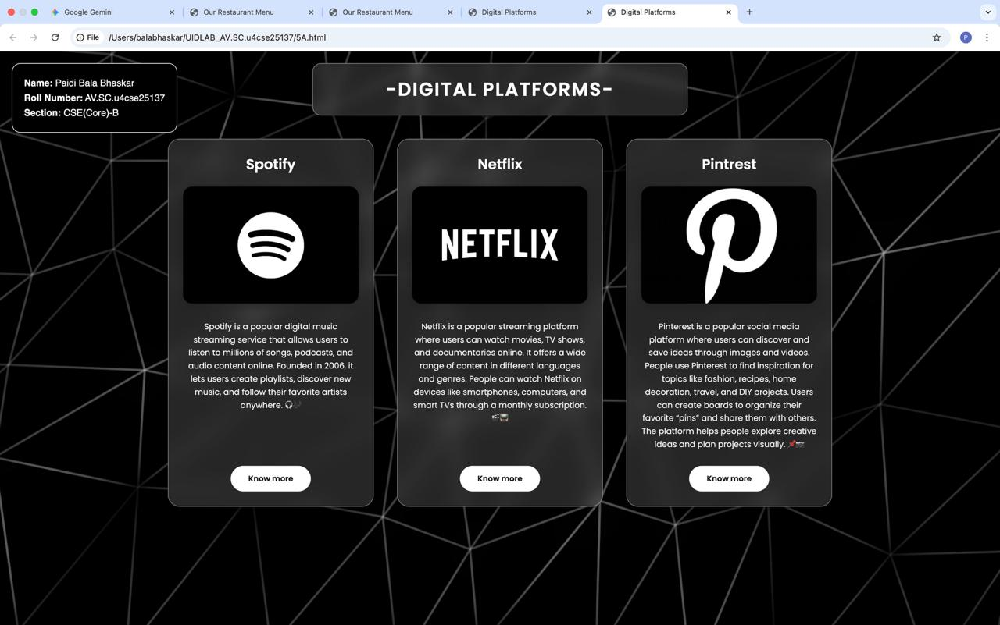 Google Gemini
Our Restaurant Menu
Our Restaurant Menu
Digital Platforms
Digital Platforms
File
/Users/balabhaskar/UIDLAB_AV.SC.u4cse25137/5A.html
P
Name: Paidi Bala Bhaskar
Roll Number: AV.SC.u4cse25137
Section: CSE(Core)-B
-DIGITAL PLATFORMS-
Spotify
Spotify is a popular digital music
streaming service that allows users to
listen to millions of songs, podcasts, and
audio content online. Founded in 2006, it
lets users create playlists, discover new
music, and follow their favorite artists
anywhere. 🎧🎶
Know more
Netflix
NETFLIX
Netflix is a popular streaming platform
where users can watch movies, TV shows,
and documentaries online. It offers a wide
range of content in different languages
and genres. People can watch Netflix on
devices like smartphones, computers, and
smart TVs through a monthly subscription.
🎬📺
Know more
Pintrest
Pinterest is a popular social media
platform where users can discover and
save ideas through images and videos.
People use Pinterest to find inspiration for
topics like fashion, recipes, home
decoration, travel, and DIY projects. Users
can create boards to organize their
favorite “pins” and share them with others.
The platform helps people explore creative
ideas and plan projects visually. 📌📸
Know more